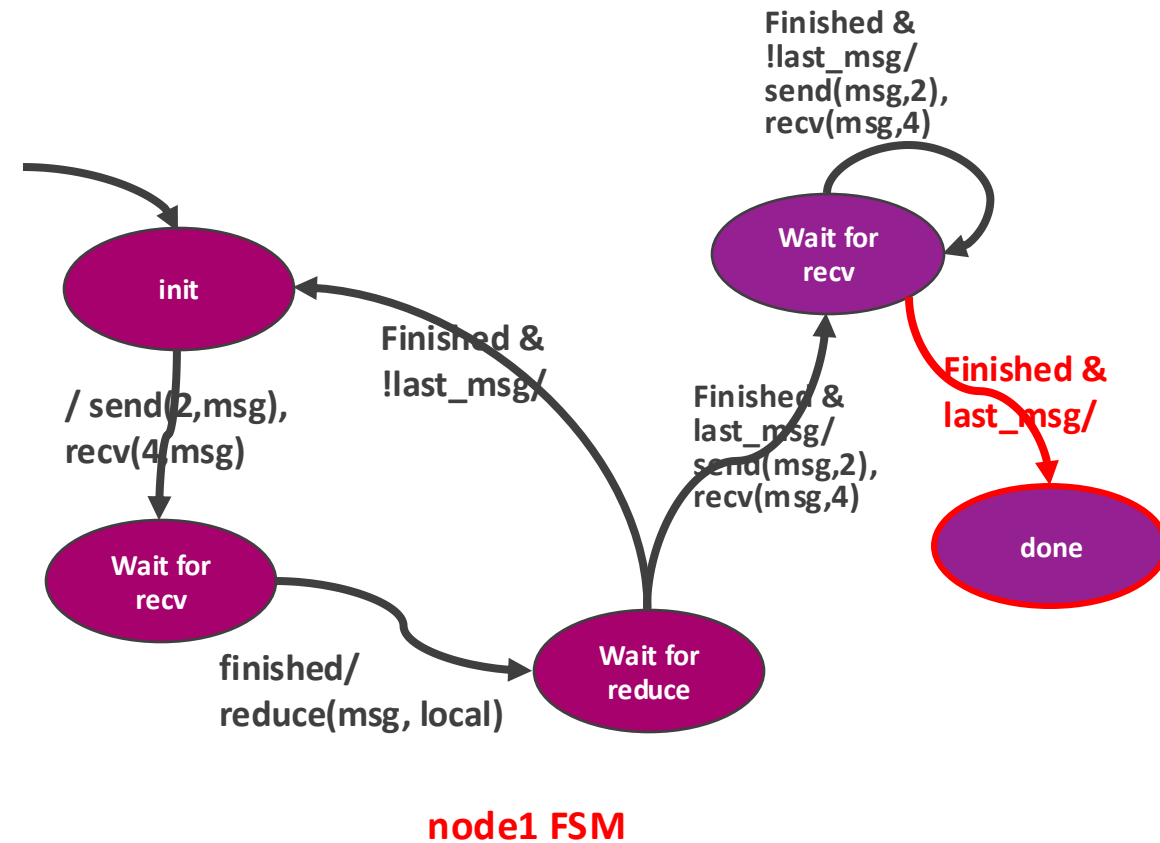 Finished &
!last_msg/
send(msg,2),
recv(msg,4)
Wait for
recv
init
Finished &
!last_msg/
Finished &
last_msg/
/ send(2,msg),
recv(4,msg)
Finished &
last_msg/
send(msg,2),
recv(msg,4)
Wait for
recv
done
finished/
reduce(msg, local)
Wait for
reduce
node1 FSM